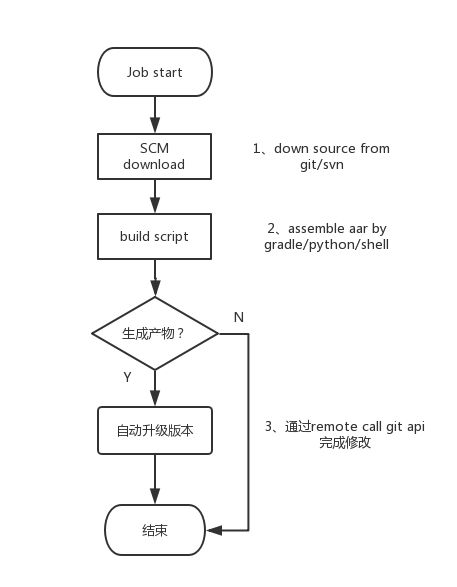 Job start
SCM
download
1、down source from
git/svn
build script
2、assemble aar by
gradle/python/shell
生成产物？
N
Y
自动升级版本
3、通过remote call git api
完成修改
结束